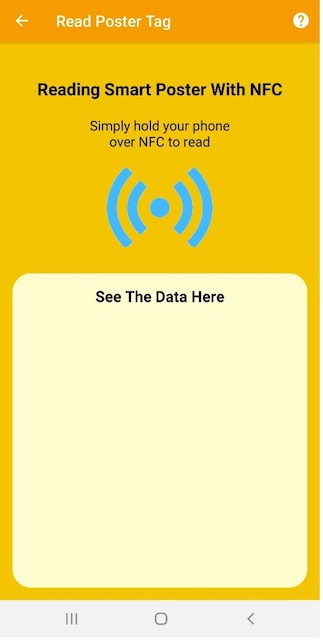 Read Poster Tag
?
Reading Smart Poster With NFC
Simply hold your phone
over NFC to read
See The Data Here